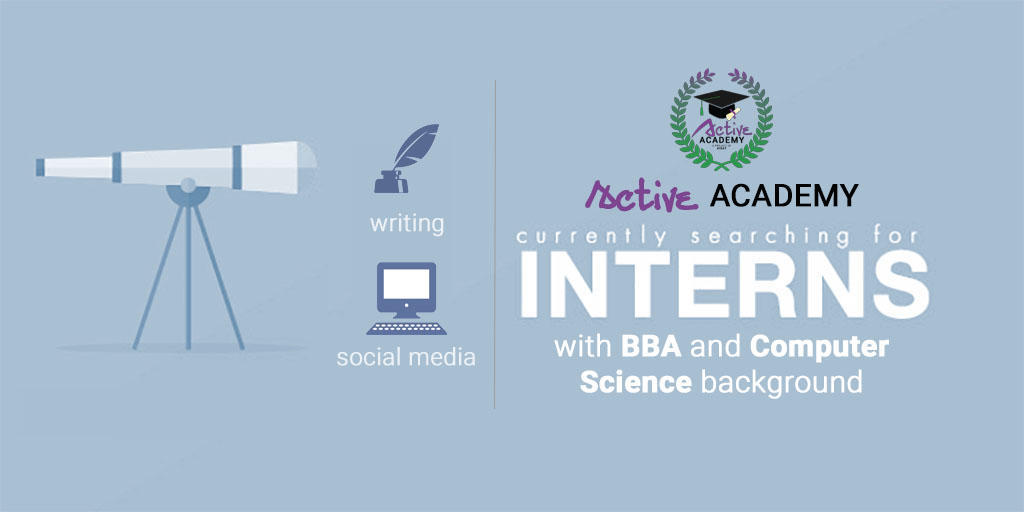 writing
social media
Active
ACADEMY
Active ACADEMY
currently searching for
INTERNS
with BBA and Computer
Science background